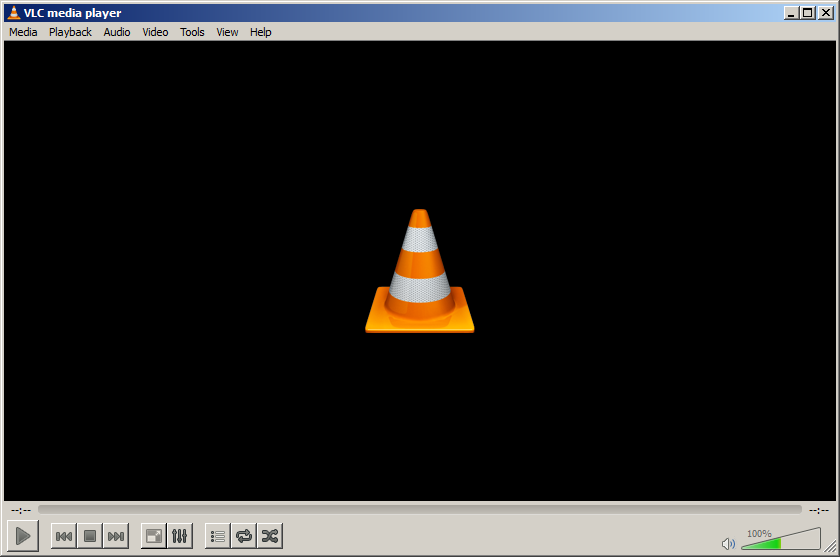 VLC media player
Media Playback Audio Video Tools View Help
--:-- --:--
100%